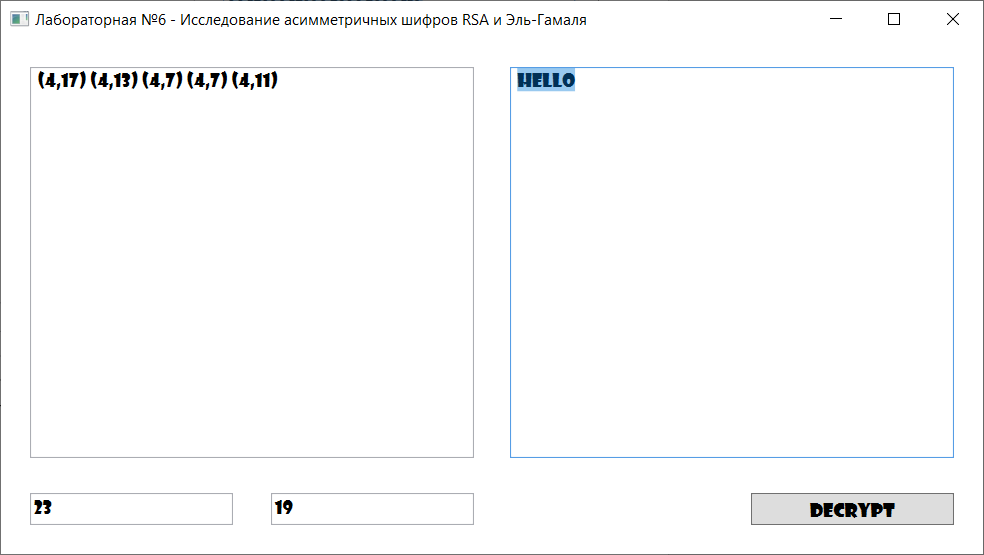 Лабораторная №6 - Исследование асимметричных шифров RSA и Эль-Гамаля
(4,17) (4,13) (4,7) (4,7) (4,11)
HELLO
23
19
DECRYPT